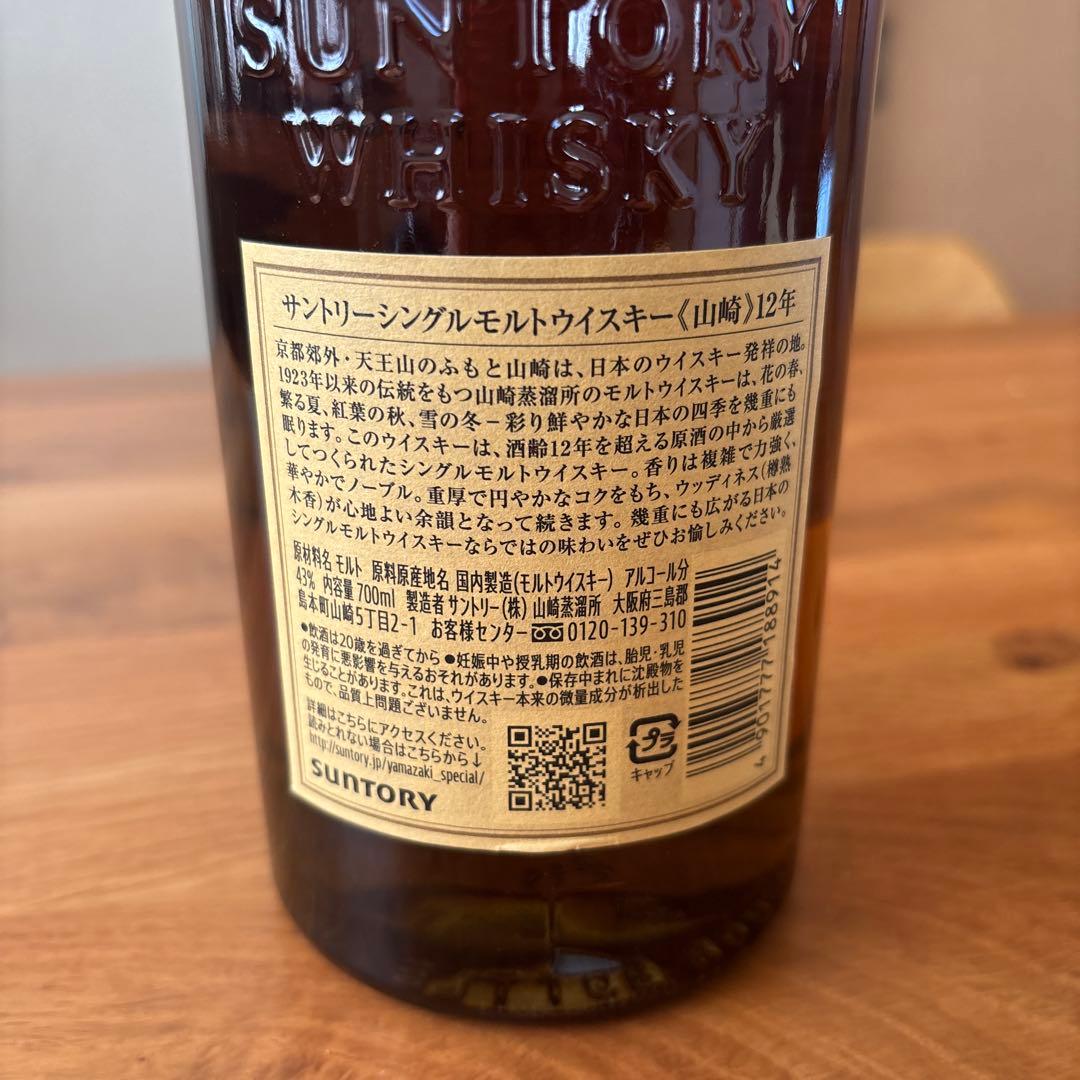 SUNTORY
WHISKY
サントリーシングルモルトウイスキー《山崎》12年
京都郊外・天王山のふもと山崎は、日本のウイスキー発祥の地。
1923年以来の伝統をもつ山崎蒸溜所のモルトウイスキーは、花の春、
繁る夏、紅葉の秋、雪の冬－彩り鮮やかな日本の四季を幾重にも
眠ります。このウイスキーは、酒齢12年を超える原酒の中から厳選
してつくられたシングルモルトウイスキー。香りは複雑で力強く、
華やかでノーブル。重厚で円やかなコクをもち、ウッディネス（樽熟
木香）が心地よい余韻となって続きます。幾重にも広がる日本の
シングルモルトウイスキーならではの味わいをぜひお愉しみください。
原材料名 モルト 原料原産地名 国内製造(モルトウイスキー) アルコール分
43% 内容量700ml 製造者 サントリー(株) 山崎蒸溜所 大阪府三島郡
島本町山崎5丁目2-1 お客様センター 0120-139-310
●飲酒は20歳を過ぎてから ●妊娠中や授乳期の飲酒は、胎児・乳児
の発育に悪影響を与えるおそれがあります。●保存中まれに沈殿物を
生じることがあります。これは、ウイスキー本来の微量成分が析出した
もので、品質上問題ございません。
詳細はこちらにアクセスください。
読みとれない場合はこちらから↓
http://suntory.jp/yamazaki_special/
SUNTORY
プラ
キャップ
4 901777 188914